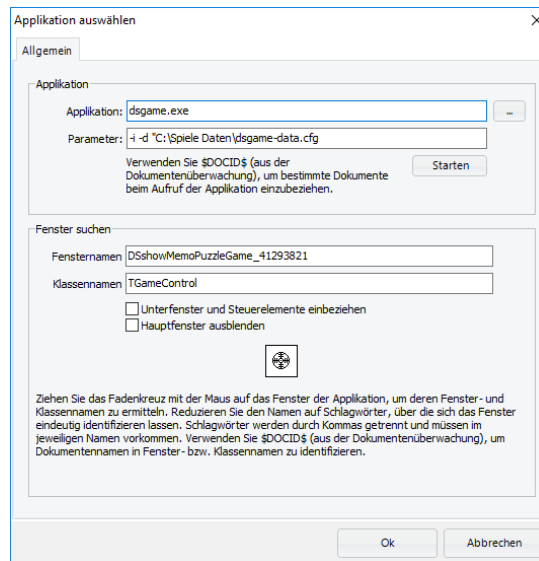 Applikation auswählen
Allgemein
Applikation
Applikation: dsgame.exe ...
Parameter: -i -d "C:\Spiele Daten\dsgame-data.cfg
Verwenden Sie $DOCID$ (aus der
Dokumentenüberwachung), um bestimmte Dokumente
beim Aufruf der Applikation einzubeziehen.
Starten
Fenster suchen
Fensternamen DSshowMemoPuzzleGame_41293821
Klassennamen TGameControl
Unterfenster und Steuerelemente einbeziehen
Hauptfenster ausblenden
Ziehen Sie das Fadenkreuz mit der Maus auf das Fenster der Applikation, um deren Fenster- und
Klassennamen zu ermitteln. Reduzieren Sie den Namen auf Schlagwörter, über die sich das Fenster
eindeutig identifizieren lassen. Schlagwörter werden durch Kommas getrennt und müssen im
jeweiligen Namen vorkommen. Verwenden Sie $DOCID$ (aus der Dokumentenüberwachung), um
Dokumentennamen in Fenster- bzw. Klassennamen zu identifizieren.
Ok
Abbrechen